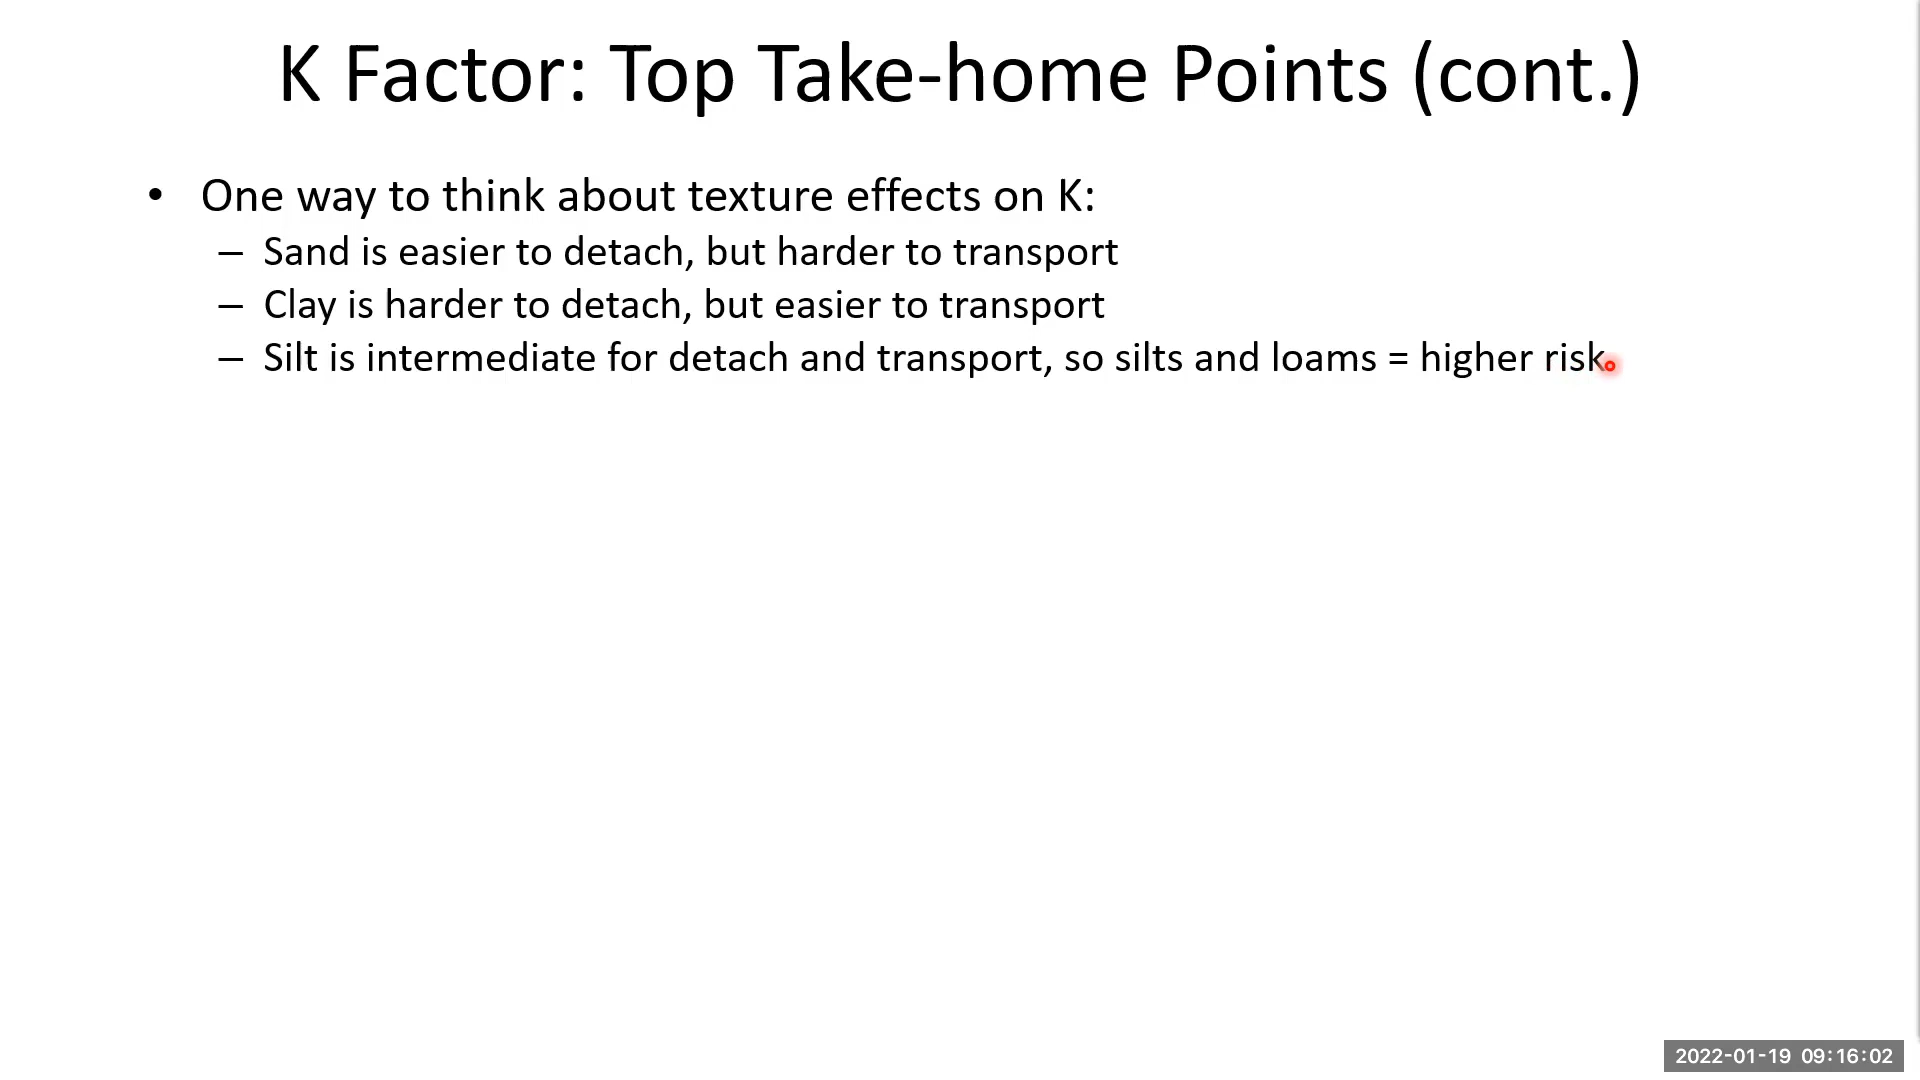 K Factor: Top Take-home Points (cont.)
• One way to think about texture effects on K:
– Sand is easier to detach, but harder to transport
– Clay is harder to detach, but easier to transport
– Silt is intermediate for detach and transport, so silts and loams = higher risk
2022-01-19 09:16:02